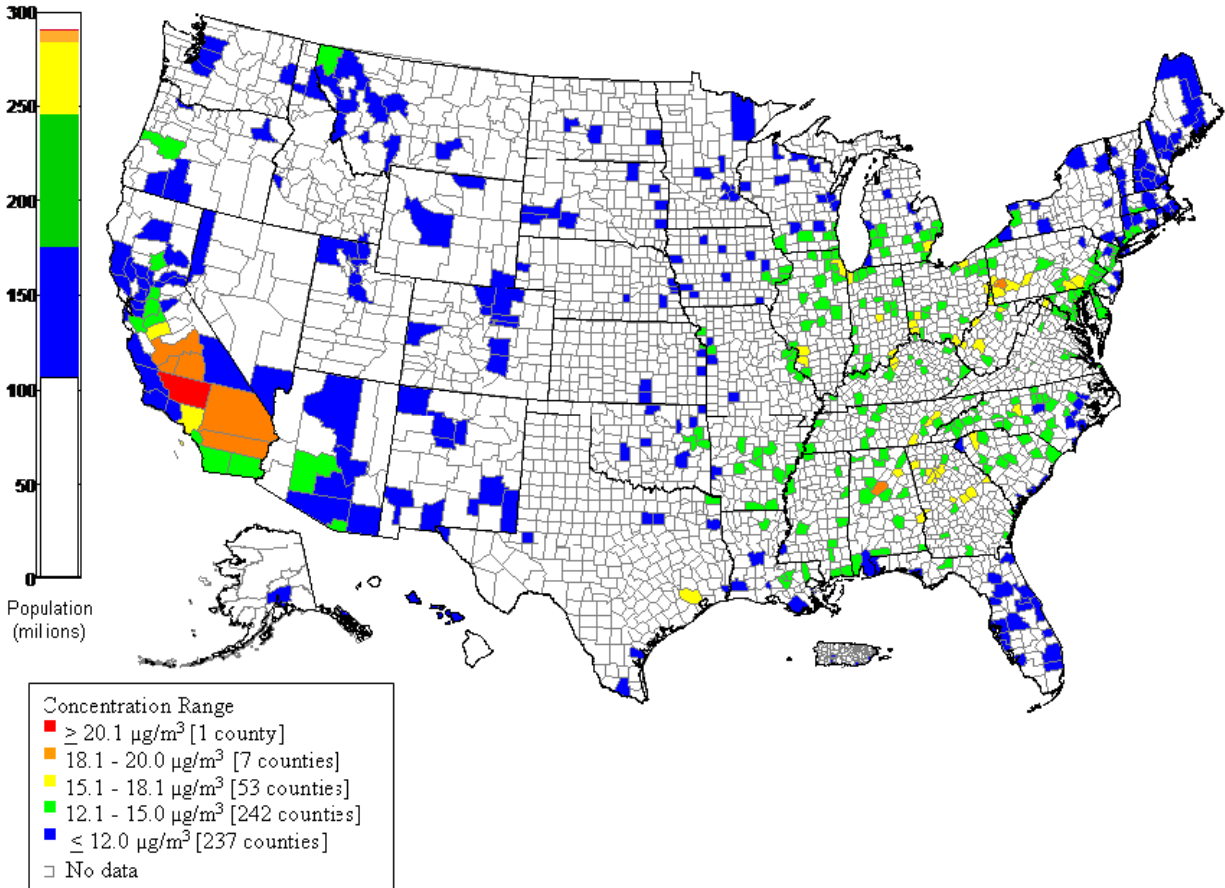 300
250
200
150
100
50
0
Population
(millions)
Concentration Range
≥ 20.1 µg/m³ [1 county]
18.1 - 20.0 µg/m³ [7 counties]
15.1 - 18.1 µg/m³ [53 counties]
12.1 - 15.0 µg/m³ [242 counties]
≤ 12.0 µg/m³ [237 counties]
No data